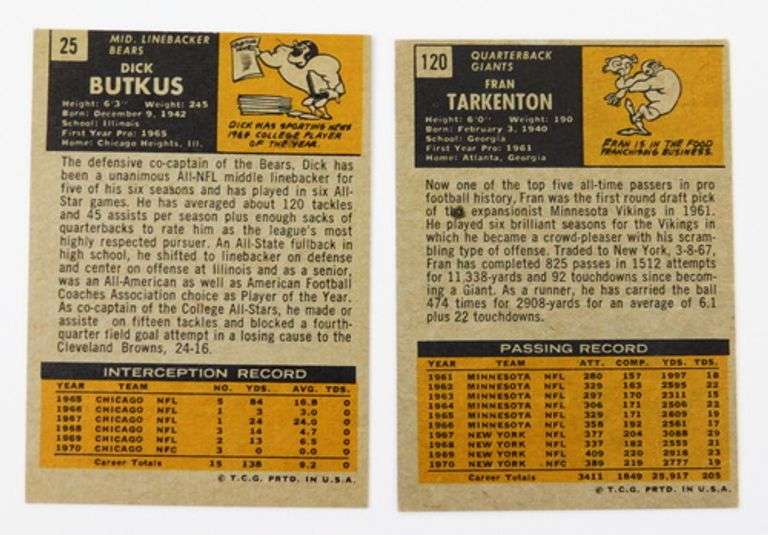 25
MID. LINEBACKER
BEARS
DICK
BUTKUS
Height: 6'3" Weight: 245
Born: December 9, 1942
School: Illinois
First Year Pro: 1965
Home: Chicago Heights, Ill.
DICK WAS SPORTING NEWS
1964 COLLEGE PLAYER
OF THE YEAR.
The defensive co-captain of the Bears, Dick has
been a unanimous All-NFL middle linebacker for
five of his six seasons and has played in six All-
Star games. He has averaged about 120 tackles
and 45 assists per season plus enough sacks of
quarterbacks to rate him as the league's most
highly respected pursuer. An All-State fullback in
high school, he shifted to linebacker on defense
and center on offense at Illinois and as a senior,
was an All-American as well as American Football
Coaches Association choice as Player of the Year.
As co-captain of the College All-Stars, he made or
assiste on fifteen tackles and blocked a fourth-
quarter field goal attempt in a losing cause to the
Cleveland Browns, 24-16.
INTERCEPTION RECORD
YEAR TEAM NO. YDS. AVG. TDS.
1965 CHICAGO NFL 5 84 16.8 0
1966 CHICAGO NFL 1 3 3.0 0
1967 CHICAGO NFL 1 24 24.0 0
1968 CHICAGO NFL 3 14 4.7 0
1969 CHICAGO NFL 2 13 6.5 0
1970 CHICAGO NFC 3 0 0.0 0
Career Totals 15 138 9.2 0
© T.C.G. PRTD. IN U.S.A.
120
QUARTERBACK
GIANTS
FRAN
TARKENTON
Height: 6'0" Weight: 190
Born: February 3, 1940
School: Georgia
First Year Pro: 1961
Home: Atlanta, Georgia
FRAN IS IN THE FOOD
FRANCHISING BUSINESS.
Now one of the top five all-time passers in pro
football history, Fran was the first round draft pick
of the expansionist Minnesota Vikings in 1961.
He played six brilliant seasons for the Vikings in
which he became a crowd-pleaser with his scram-
bling type of offense. Traded to New York, 3-8-67,
Fran has completed 825 passes in 1512 attempts
for 11,338-yards and 92 touchdowns since becom-
ing a Giant. As a runner, he has carried the ball
474 times for 2908-yards for an average of 6.1
plus 22 touchdowns.
PASSING RECORD
YEAR TEAM ATT. COMP. YDS. TDS.
1961 MINNESOTA NFL 280 157 1997 18
1962 MINNESOTA NFL 329 163 2595 22
1963 MINNESOTA NFL 297 170 2311 15
1964 MINNESOTA NFL 306 171 2506 22
1965 MINNESOTA NFL 329 171 2609 19
1966 MINNESOTA NFL 358 192 2561 17
1967 NEW YORK NFL 377 204 3088 29
1968 NEW YORK NFL 337 182 2555 21
1969 NEW YORK NFL 409 220 2918 23
1970 NEW YORK NFC 389 219 2777 19
Career Totals 3411 1849 25,917 205
© T.C.G. PRTD. IN U.S.A.